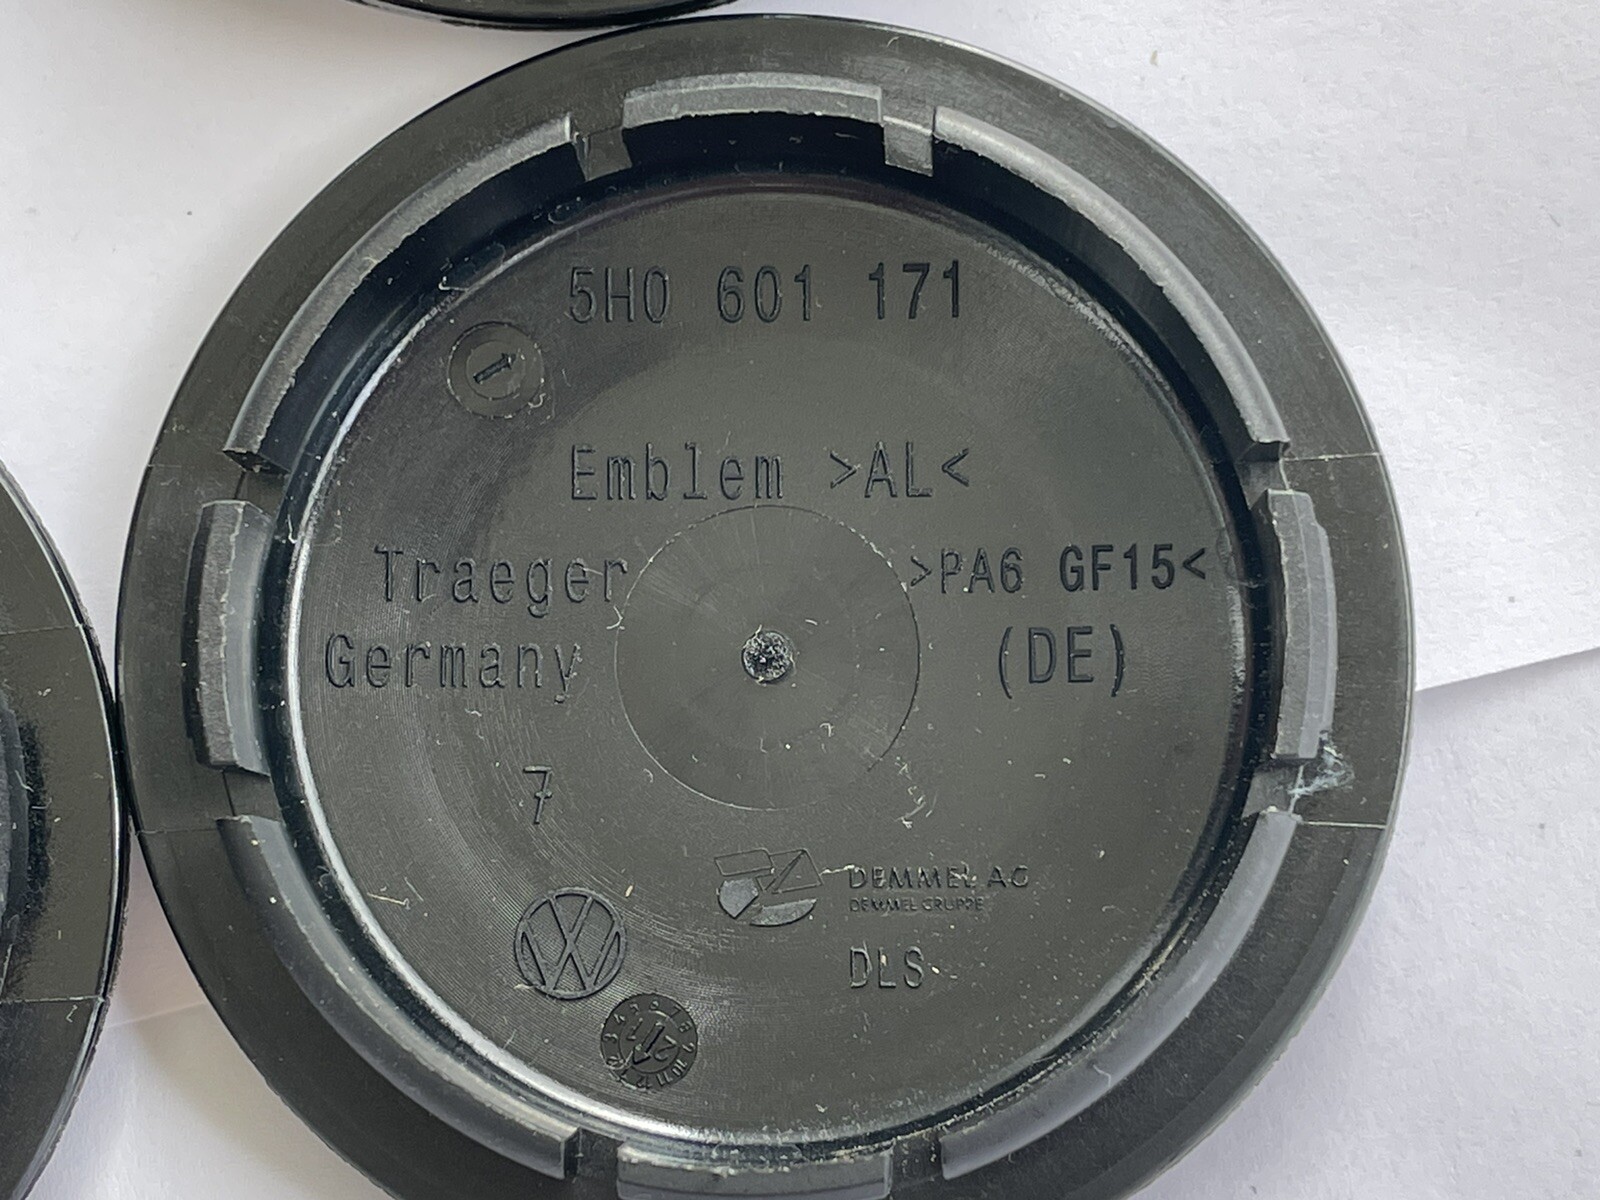 5H0 601 171
Emblem >AL<
Traeger >PA6 GF15<
Germany (DE)
7
DEMMEL AG
DEMMEL GRUPPE
DLS